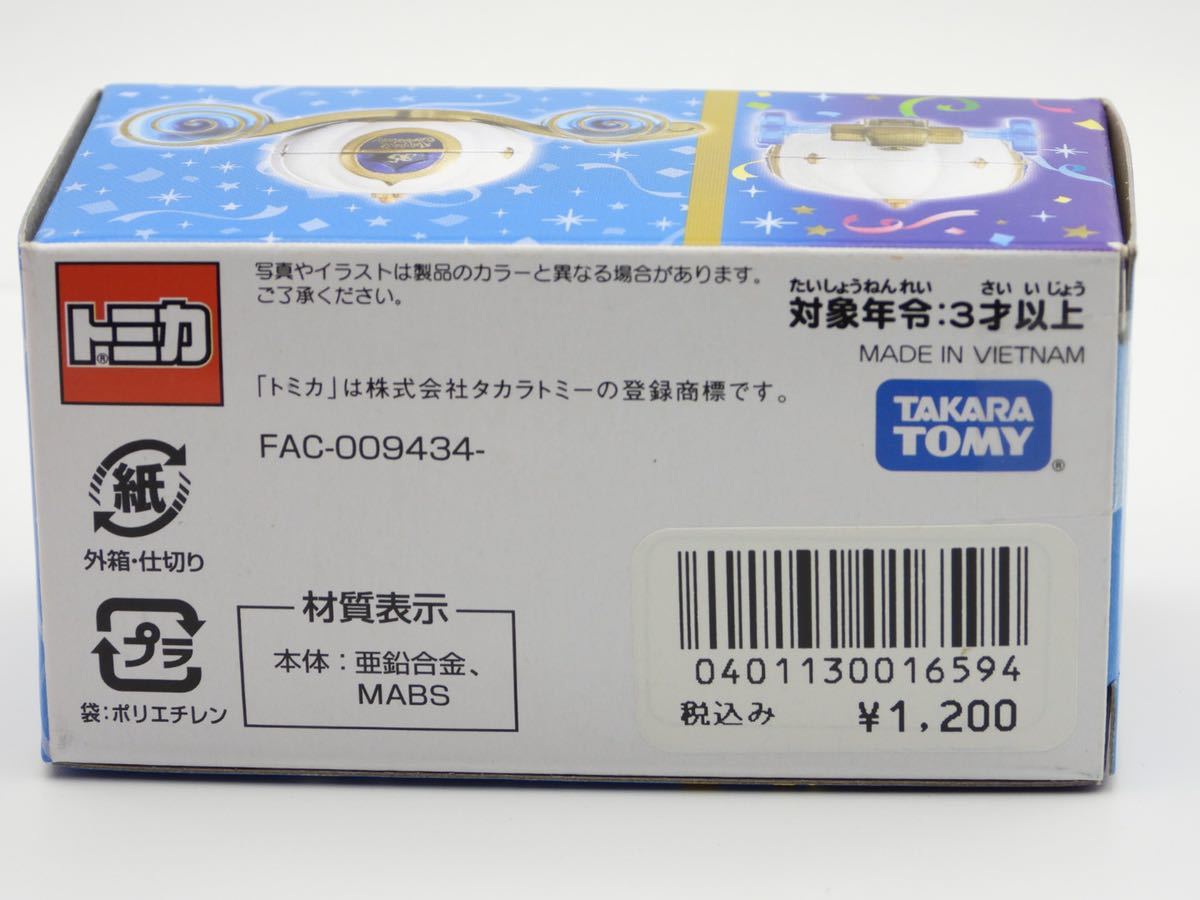 写真やイラストは製品のカラーと異なる場合があります。
ご了承ください。
トミカ®
「トミカ」は株式会社タカラトミーの登録商標です。
FAC-009434-
たいしょうねんれい さい いじょう
対象年令:3才以上
MADE IN VIETNAM
TAKARA
TOMY®
紙
外箱・仕切り
プラ
袋:ポリエチレン
材質表示
本体:亜鉛合金、
MABS
0401130016594
税込み ¥1,200